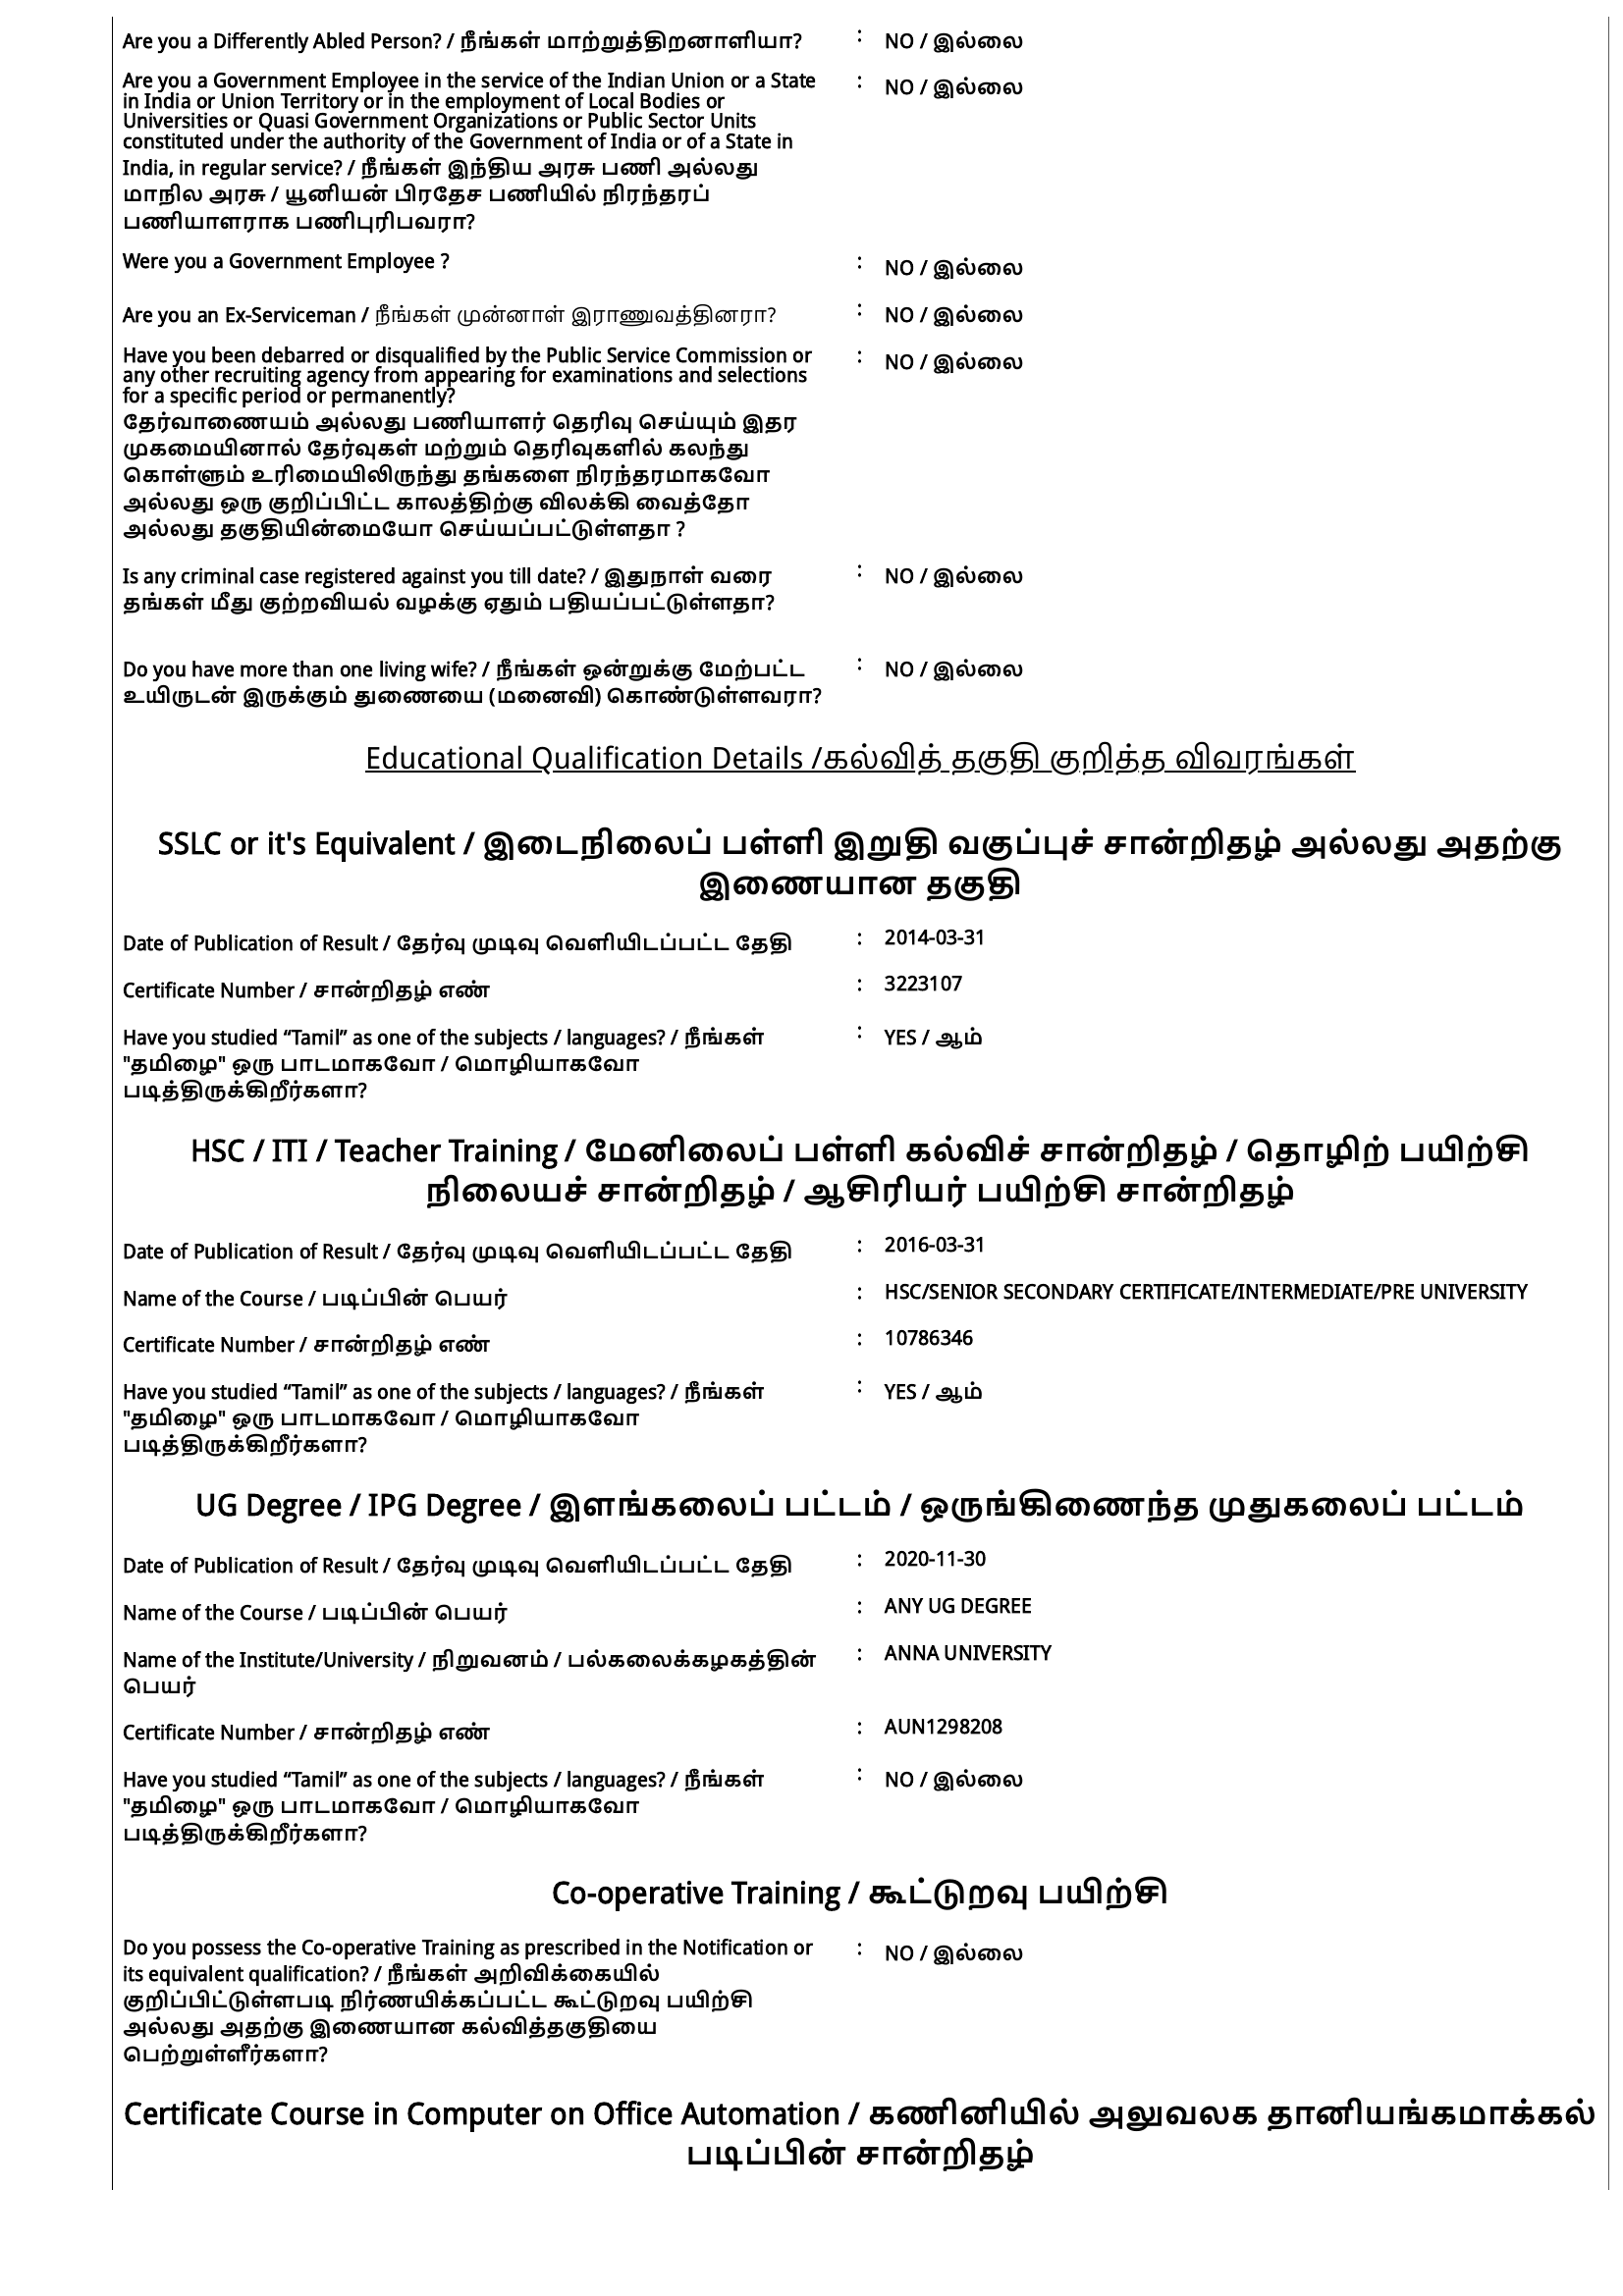 Are you a Differently Abled Person? / நீங்கள் மாற்றுத்திறனாளியா? : NO / இல்லை
Are you a Government Employee in the service of the Indian Union or a State : NO / இல்லை
in India or Union Territory or in the employment of Local Bodies or
Universities or Quasi Government Organizations or Public Sector Units
constituted under the authority of the Government of India or of a State in
India, in regular service? / நீங்கள் இந்திய அரசு பணி அல்லது
மாநில அரசு / யூனியன் பிரதேச பணியில் நிரந்தரப்
பணியாளராக பணிபுரிபவரா?
Were you a Government Employee ? : NO / இல்லை
Are you an Ex-Serviceman / நீங்கள் முன்னாள் இராணுவத்தினரா? : NO / இல்லை
Have you been debarred or disqualified by the Public Service Commission or : NO / இல்லை
any other recruiting agency from appearing for examinations and selections
for a specific period or permanently?
தேர்வாணையம் அல்லது பணியாளர் தெரிவு செய்யும் இதர
முகமையினால் தேர்வுகள் மற்றும் தெரிவுகளில் கலந்து
கொள்ளும் உரிமையிலிருந்து தங்களை நிரந்தரமாகவோ
அல்லது ஒரு குறிப்பிட்ட காலத்திற்கு விலக்கி வைத்தோ
அல்லது தகுதியின்மையோ செய்யப்பட்டுள்ளதா ?
Is any criminal case registered against you till date? / இதுநாள் வரை : NO / இல்லை
தங்கள் மீது குற்றவியல் வழக்கு ஏதும் பதியப்பட்டுள்ளதா?
Do you have more than one living wife? / நீங்கள் ஒன்றுக்கு மேற்பட்ட : NO / இல்லை
உயிருடன் இருக்கும் துணையை (மனைவி) கொண்டுள்ளவரா?
Educational Qualification Details /கல்வித் தகுதி குறித்த விவரங்கள்
SSLC or it's Equivalent / இடைநிலைப் பள்ளி இறுதி வகுப்புச் சான்றிதழ் அல்லது அதற்கு
இணையான தகுதி
Date of Publication of Result / தேர்வு முடிவு வெளியிடப்பட்ட தேதி : 2014-03-31
Certificate Number / சான்றிதழ் எண் : 3223107
Have you studied “Tamil” as one of the subjects / languages? / நீங்கள் : YES / ஆம்
"தமிழை" ஒரு பாடமாகவோ / மொழியாகவோ
படித்திருக்கிறீர்களா?
HSC / ITI / Teacher Training / மேனிலைப் பள்ளி கல்விச் சான்றிதழ் / தொழிற் பயிற்சி
நிலையச் சான்றிதழ் / ஆசிரியர் பயிற்சி சான்றிதழ்
Date of Publication of Result / தேர்வு முடிவு வெளியிடப்பட்ட தேதி : 2016-03-31
Name of the Course / படிப்பின் பெயர் : HSC/SENIOR SECONDARY CERTIFICATE/INTERMEDIATE/PRE UNIVERSITY
Certificate Number / சான்றிதழ் எண் : 10786346
Have you studied “Tamil” as one of the subjects / languages? / நீங்கள் : YES / ஆம்
"தமிழை" ஒரு பாடமாகவோ / மொழியாகவோ
படித்திருக்கிறீர்களா?
UG Degree / IPG Degree / இளங்கலைப் பட்டம் / ஒருங்கிணைந்த முதுகலைப் பட்டம்
Date of Publication of Result / தேர்வு முடிவு வெளியிடப்பட்ட தேதி : 2020-11-30
Name of the Course / படிப்பின் பெயர் : ANY UG DEGREE
Name of the Institute/University / நிறுவனம் / பல்கலைக்கழகத்தின் : ANNA UNIVERSITY
பெயர்
Certificate Number / சான்றிதழ் எண் : AUN1298208
Have you studied “Tamil” as one of the subjects / languages? / நீங்கள் : NO / இல்லை
"தமிழை" ஒரு பாடமாகவோ / மொழியாகவோ
படித்திருக்கிறீர்களா?
Co-operative Training / கூட்டுறவு பயிற்சி
Do you possess the Co-operative Training as prescribed in the Notification or : NO / இல்லை
its equivalent qualification? / நீங்கள் அறிவிக்கையில்
குறிப்பிட்டுள்ளபடி நிர்ணயிக்கப்பட்ட கூட்டுறவு பயிற்சி
அல்லது அதற்கு இணையான கல்வித்தகுதியை
பெற்றுள்ளீர்களா?
Certificate Course in Computer on Office Automation / கணினியில் அலுவலக தானியங்கமாக்கல்
படிப்பின் சான்றிதழ்